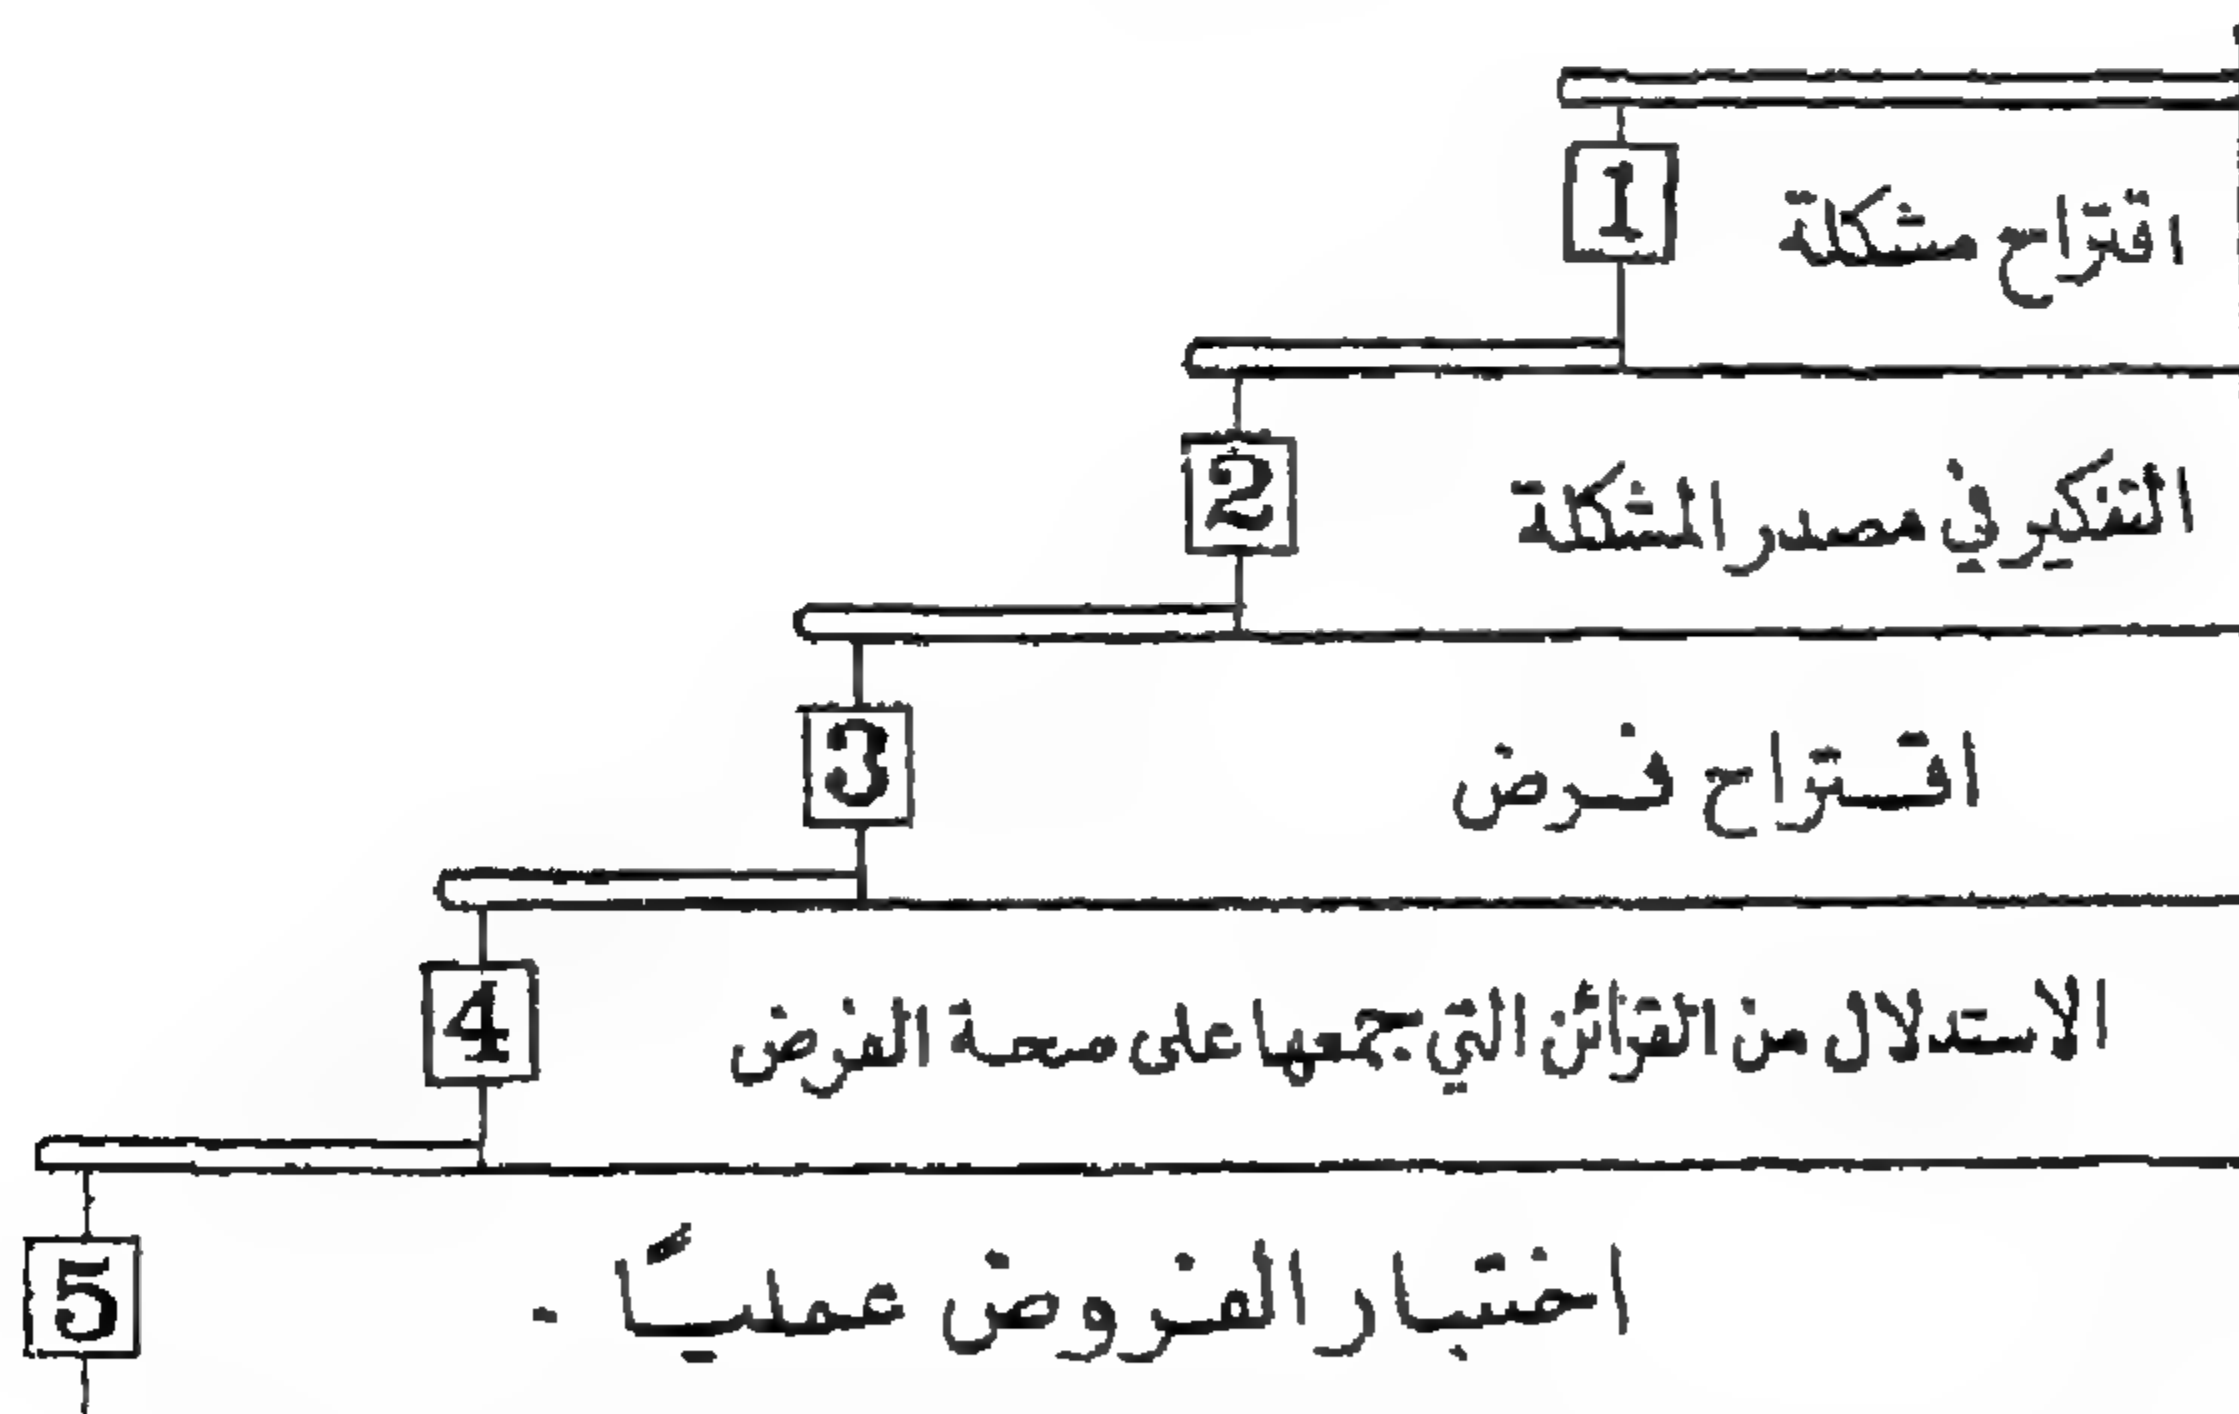 1 اقتراح مشكلة
2 التفكير في مصدر المشكلة
3 اقتراح فرض
4 الاستدلال من القرائن التي جمعها على صحة الفرض
5 اختبار الفروض عمليًا .